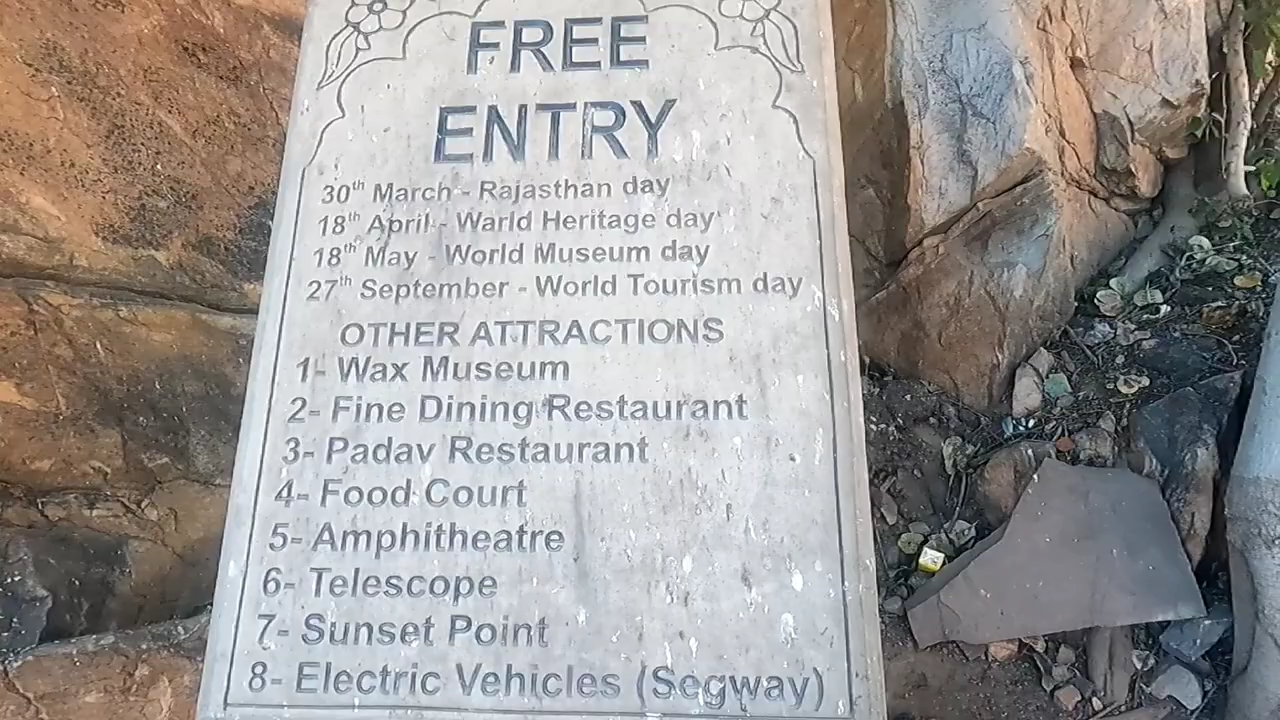 FREE
ENTRY
30th March - Rajasthan day
18th April - Warld Heritage day
18th May - World Museum day
27th September - World Tourism day
OTHER ATTRACTIONS
1- Wax Museum
2- Fine Dining Restaurant
3- Padav Restaurant
4- Food Court
5- Amphitheatre
6- Telescope
7- Sunset Point
8- Electric Vehicles (Segway)